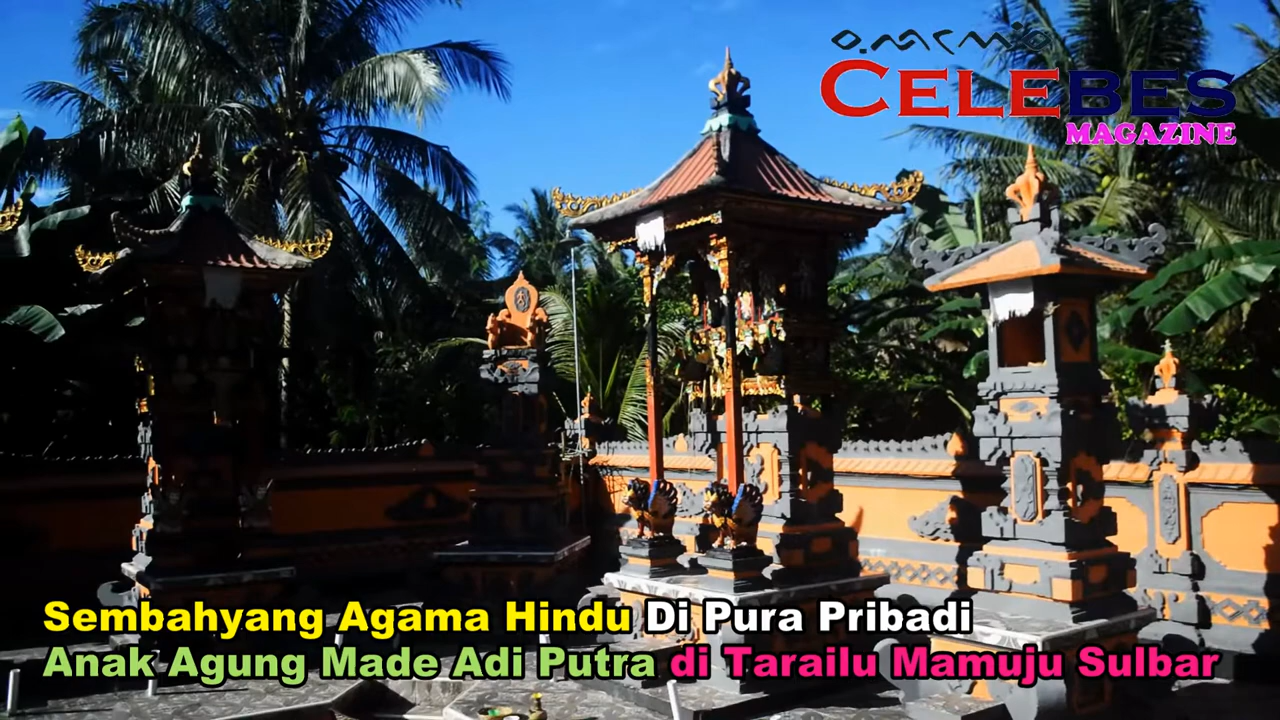 CELEBES
MAGAZINE
Sembahyang Agama Hindu Di Pura Pribadi
Anak Agung Made Adi Putra di Tarailu Mamuju Sulbar